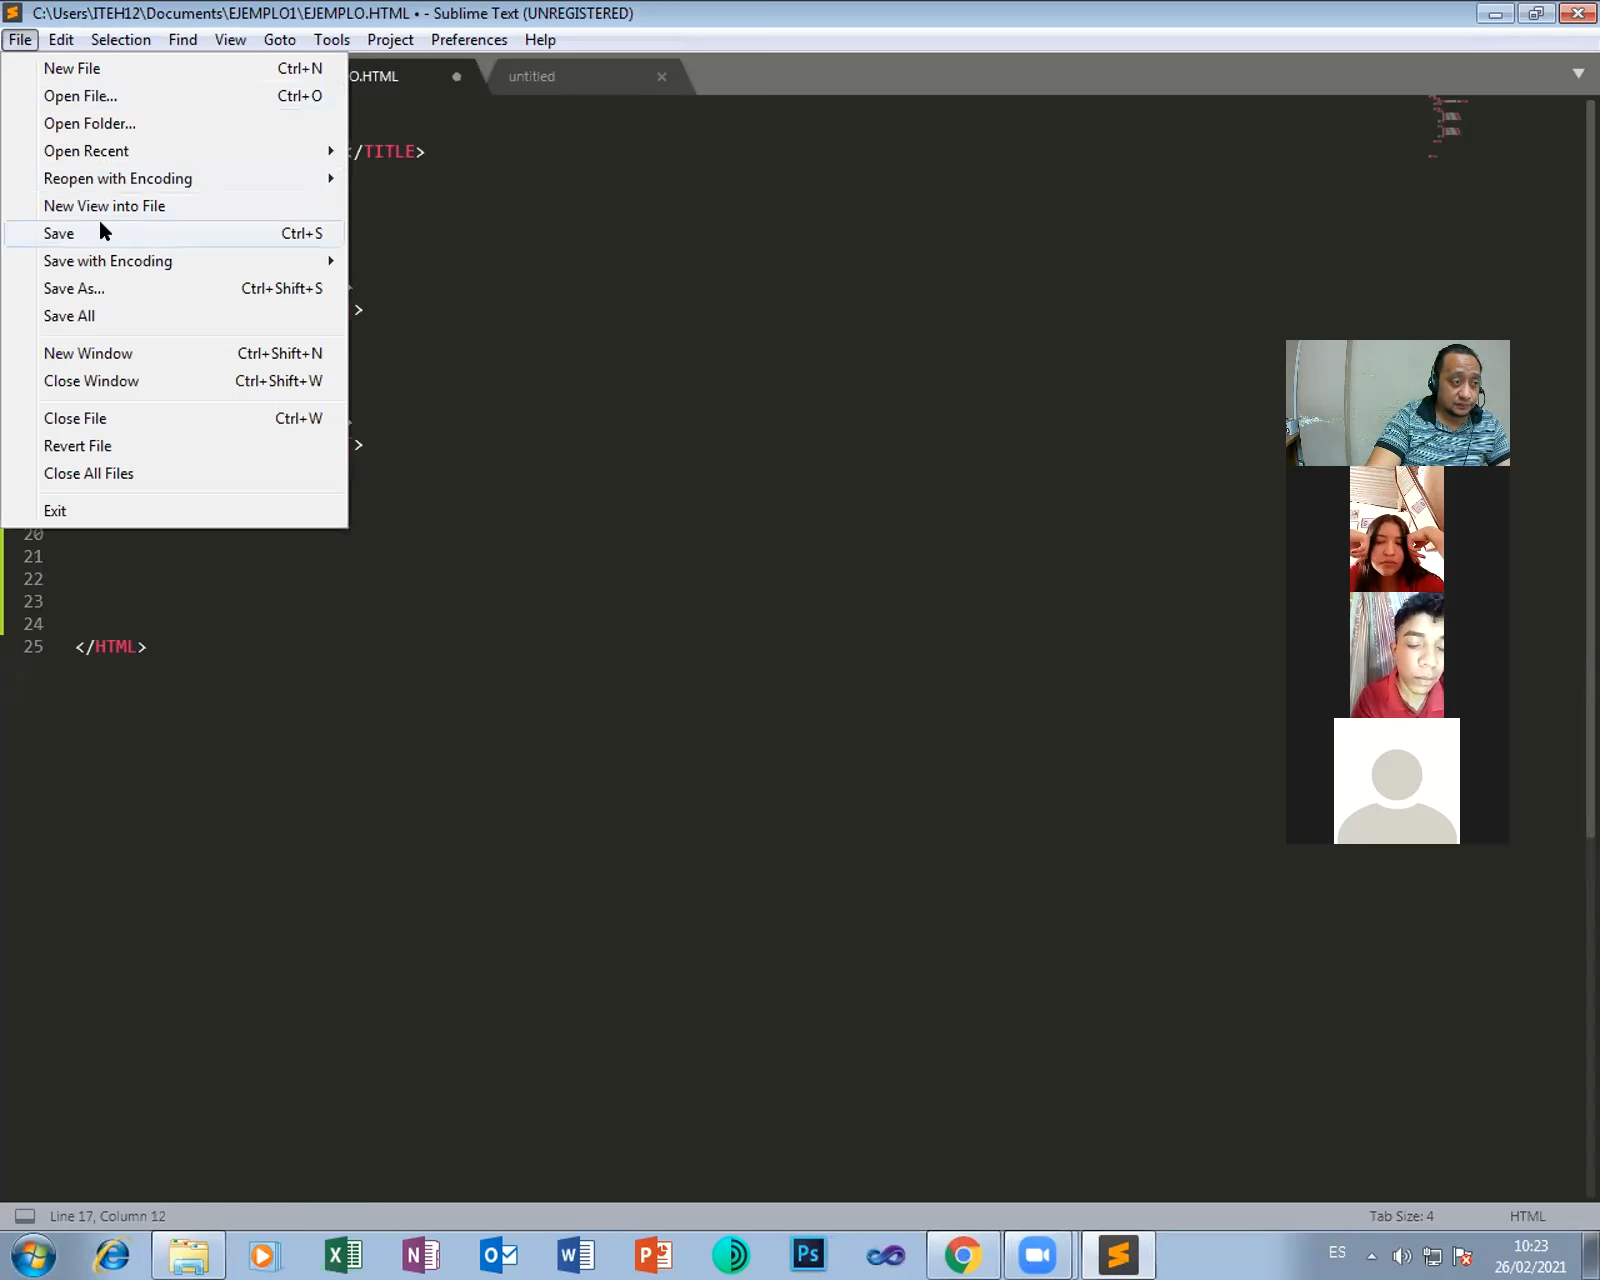 C:\Users\ITEH12\Documents\EJEMPLO1\EJEMPLO.HTML • - Sublime Text (UNREGISTERED)
File Edit Selection Find View Goto Tools Project Preferences Help
O.HTML untitled
New File Ctrl+N
Open File... Ctrl+O
Open Folder...
Open Recent
/TITLE>
Reopen with Encoding
New View into File
Save Ctrl+S
Save with Encoding
Save As... Ctrl+Shift+S
>
Save All
New Window Ctrl+Shift+N
Close Window Ctrl+Shift+W
Close File Ctrl+W
Revert File
>
Close All Files
Exit
20
21
22
23
24
25 </HTML>
Line 17, Column 12 Tab Size: 4 HTML
ES
10:23
26/02/2021